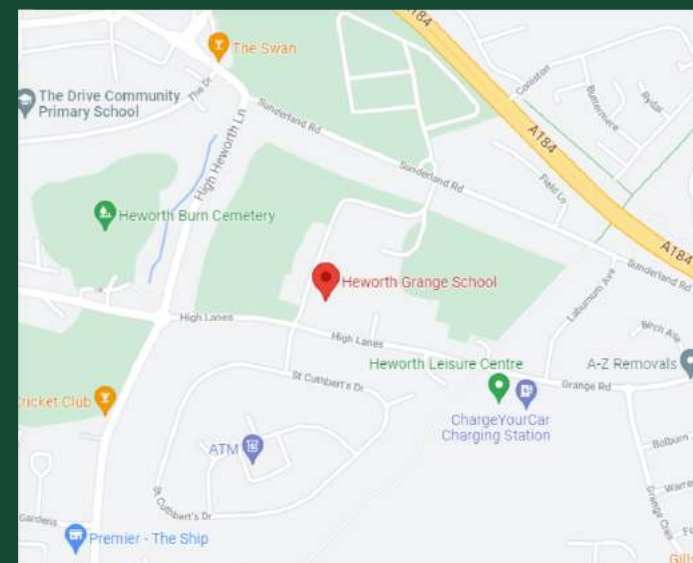 The Swan
The Drive Community
Primary School
The Dr
Sunderland Rd
High Heworth Ln
Sunderland Rd
A184
Coniston
Buttermere
Rydal
A184
Field Ln
A184
Sunderland Rd
Heworth Burn Cemetery
Heworth Grange School
High Lanes
High Lanes
Laburnum Ave
Birch Ave
Heworth Leisure Centre
A-Z Removals
Grange Rd
ChargeYourCar
Charging Station
St Cuthbert's Dr
Cricket Club
ATM
St Cuthbert's Dr
Bolburn
Warre
Grange Cres
Gardens
Premier - The Ship
Gills